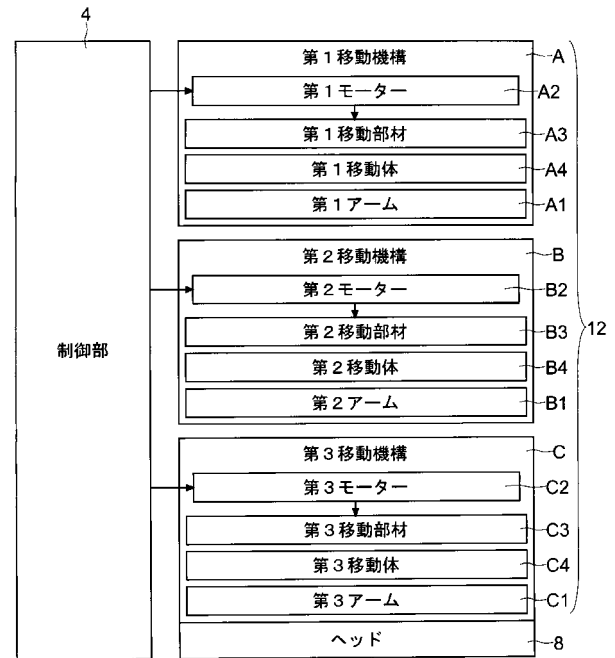 4
制御部
第1移動機構
A
第1モーター
A2
第1移動部材
A3
第1移動体
A4
第1アーム
A1
第2移動機構
B
第2モーター
B2
第2移動部材
B3
第2移動体
B4
第2アーム
B1
12
第3移動機構
C
第3モーター
C2
第3移動部材
C3
第3移動体
C4
第3アーム
C1
ヘッド
8